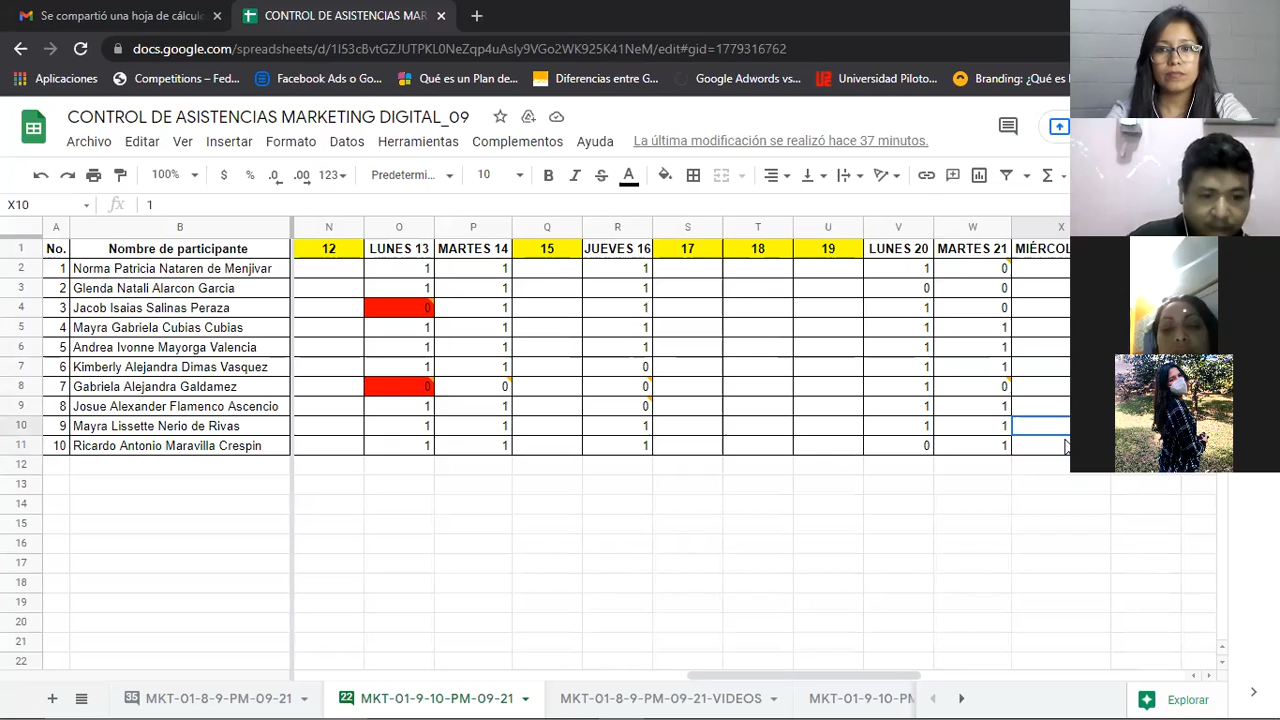 Se compartió una hoja de cálcul
CONTROL DE ASISTENCIAS MAR
docs.google.com/spreadsheets/d/
/edit#gid=1779316762
Aplicaciones Competitions – Fed... Facebook Ads o Go... Qué es un Plan de... Diferencias entre G... Google Adwords vs... Universidad Piloto... Branding: ¿Qué es
CONTROL DE ASISTENCIAS MARKETING DIGITAL_09
Archivo Editar Ver Insertar Formato Datos Herramientas Complementos Ayuda La última modificación se realizó hace 37 minutos.
100% $ % .0 .00 123 Predetermi... 10 B I S A
X10 fx 1
A B N O P Q R S T U V W X
1 No. Nombre de participante 12 LUNES 13 MARTES 14 15 JUEVES 16 17 18 19 LUNES 20 MARTES 21 MIÉRCOL
2 1 Norma Patricia Nataren de Menjivar 1 1 1 1 0
3 2 Glenda Natali Alarcon Garcia 1 1 1 0 0
4 3 Jacob Isaias Salinas Peraza 0 1 1 1 0
5 4 Mayra Gabriela Cubias Cubias 1 1 1 1 1
6 5 Andrea Ivonne Mayorga Valencia 1 1 1 1 1
7 6 Kimberly Alejandra Dimas Vasquez 1 1 0 1 1
8 7 Gabriela Alejandra Galdamez 0 0 0 1 0
9 8 Josue Alexander Flamenco Ascencio 1 1 0 1 1
10 9 Mayra Lissette Nerio de Rivas 1 1 1 1 1
11 10 Ricardo Antonio Maravilla Crespin 1 1 1 0 1
12
13
14
15
16
17
18
19
20
21
22
35 MKT-01-8-9-PM-09-21 22 MKT-01-9-10-PM-09-21 MKT-01-8-9-PM-09-21-VIDEOS MKT-01-9-10-PM Explorar